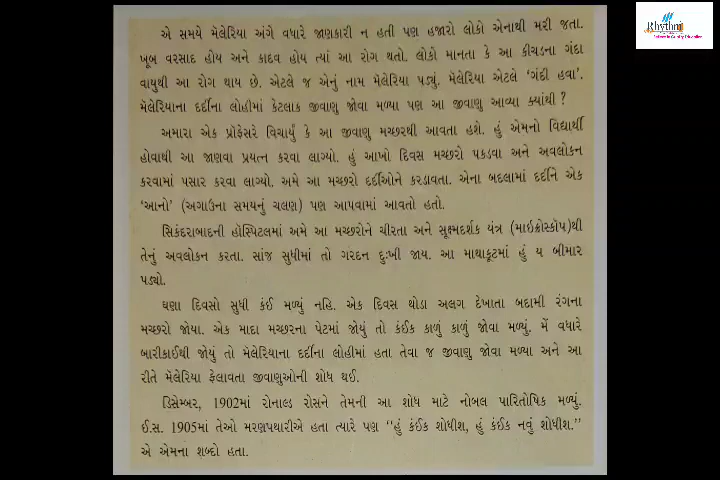 Rhythm
એ સમયે મેલેરિયા અંગે વધારે જાણકારી ન હતી પણ હજારો લોકો એનાથી મરી જતા.
ખૂબ વરસાદ હોય અને કાદવ હોય ત્યાં આ રોગ થતો. લોકો માનતા કે આ કીચડના ગંદા
વાયુથી આ રોગ થાય છે. એટલે જ એનું નામ મૅલેરિયા પડ્યું. મૅલેરિયા એટલે ‘ગંદી હવા’.
મૅલેરિયાના દર્દીના લોહીમાં કેટલાક જીવાણુ જોવા મળ્યા પણ આ જીવાણુ આવ્યા ક્યાંથી ?
અમારા એક પ્રૉફેસરે વિચાર્યું કે આ જીવાણુ મચ્છરથી આવતા હશે. હું એમનો વિદ્યાર્થી
હોવાથી આ જાણવા પ્રયત્ન કરવા લાગ્યો. હું આખો દિવસ મચ્છરો પકડવા અને અવલોકન
કરવામાં પસાર કરવા લાગ્યો. અમે આ મચ્છરો દર્દીઓને કરડાવતા. એના બદલામાં દર્દીને એક
‘આનો’ (અગાઉના સમયનું ચલણ) પણ આપવામાં આવતો હતો.
સિકંદરાબાદની હૉસ્પિટલમાં અમે આ મચ્છરોને ચીરતા અને સૂક્ષ્મદર્શક યંત્ર (માઇક્રોસ્કોપ)થી
તેનું અવલોકન કરતા. સાંજ સુધીમાં તો ગરદન દુઃખી જાય. આ માથાકૂટમાં હું ય બીમાર
પડ્યો.
ઘણા દિવસો સુધી કંઈ મળ્યું નહિ. એક દિવસ થોડા અલગ દેખાતા બદામી રંગના
મચ્છરો જોયા. એક માદા મચ્છરના પેટમાં જોયું તો કંઈક કાળું કાળું જોવા મળ્યું. મેં વધારે
બારીકાઈથી જોયું તો મૅલેરિયાના દર્દીના લોહીમાં હતા તેવા જ જીવાણુ જોવા મળ્યા અને આ
રીતે મૅલેરિયા ફેલાવતા જીવાણુઓની શોધ થઈ.
ડિસેમ્બર, 1902માં રોનાલ્ડ રોસને તેમની આ શોધ માટે નોબલ પારિતોષિક મળ્યું.
ઈ.સ. 1905માં તેઓ મરણપથારીએ હતા ત્યારે પણ “હું કંઈક શોધીશ, હું કંઈક નવું શોધીશ.”
એ એમના શબ્દો હતા.